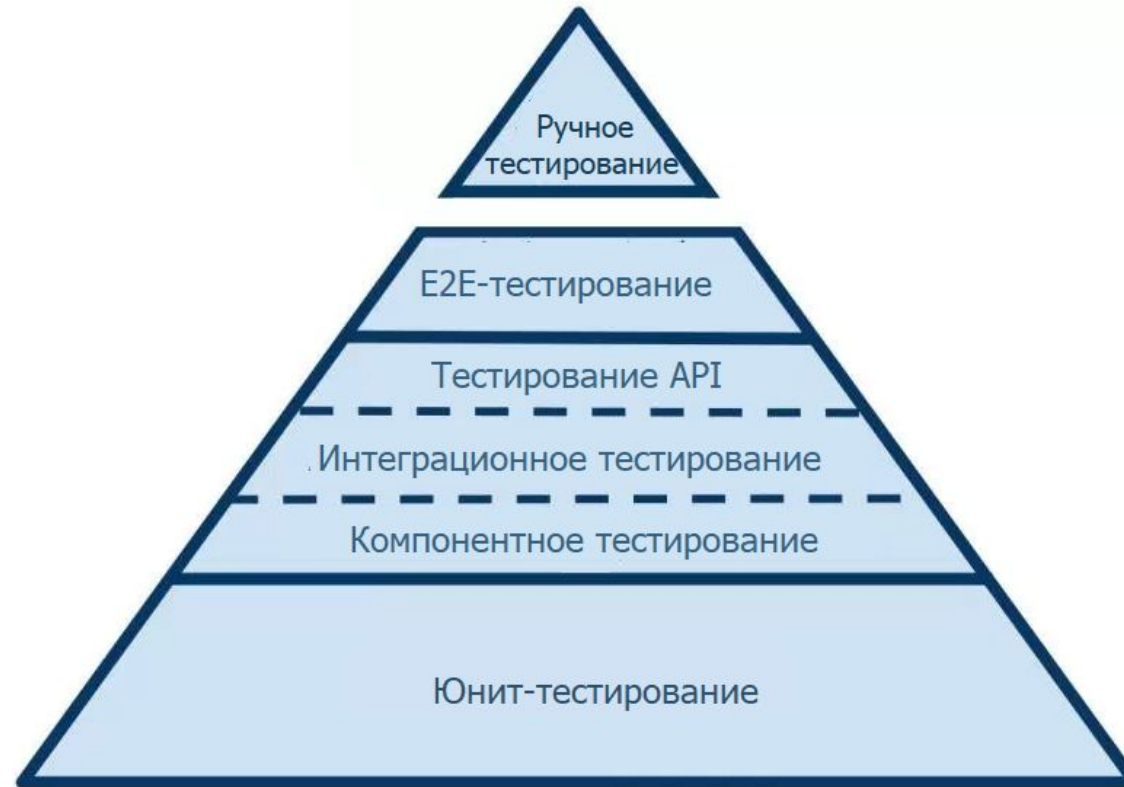 Ручное
тестирование
E2E-тестирование
Тестирование API
Интеграционное тестирование
Компонентное тестирование
Юнит-тестирование